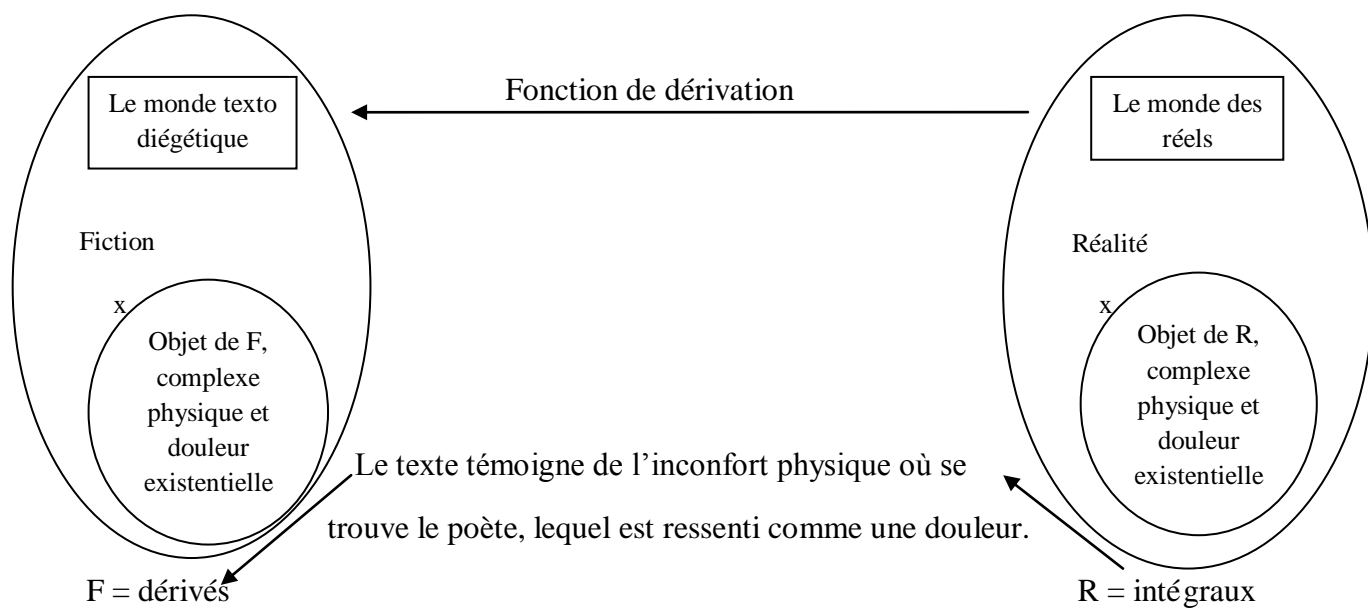 Le monde texto
diégétique
Fonction de dérivation
Le monde des
réels
Fiction
Réalité
x
Objet de F,
complexe
physique et
douleur
existentielle
x
Objet de R,
complexe
physique et
douleur
existentielle
Le texte témoigne de l’inconfort physique où se
trouve le poète, lequel est ressenti comme une douleur.
F = dérivés
R = intégraux